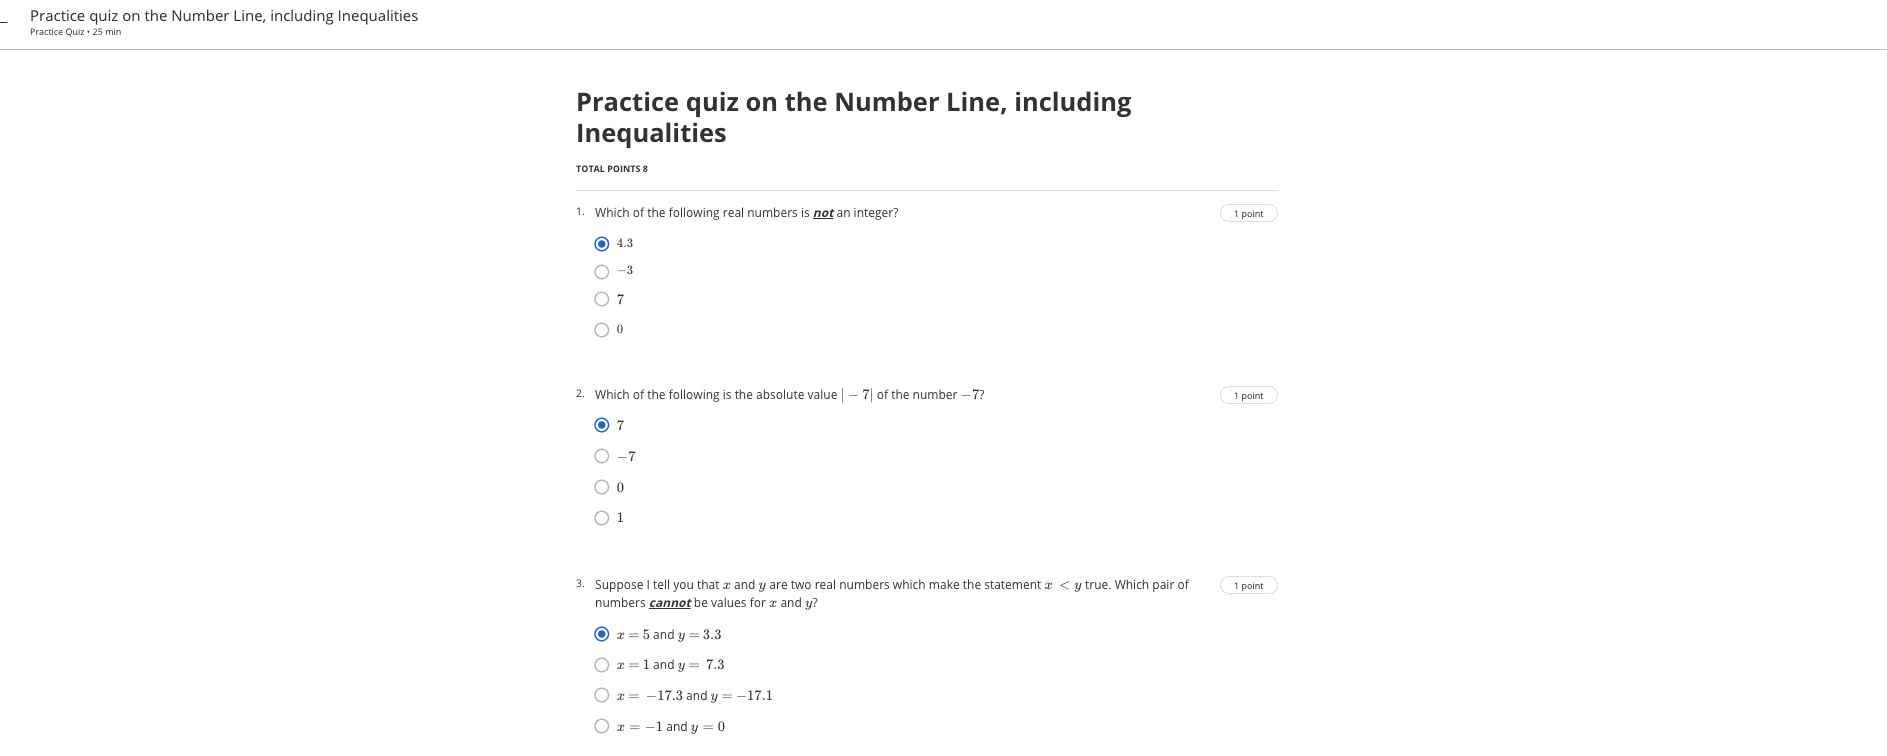 Practice quiz on the Number Line, including Inequalities
Practice Quiz • 25 min
Practice quiz on the Number Line, including
Inequalities
TOTAL POINTS 8
1. Which of the following real numbers is not an integer? 1 point
4.3
−3
7
0
2. Which of the following is the absolute value | − 7| of the number −7? 1 point
7
−7
0
1
3. Suppose I tell you that x and y are two real numbers which make the statement x < y true. Which pair of 1 point
numbers cannot be values for x and y?
x = 5 and y = 3.3
x = 1 and y = 7.3
x = −17.3 and y = −17.1
x = −1 and y = 0